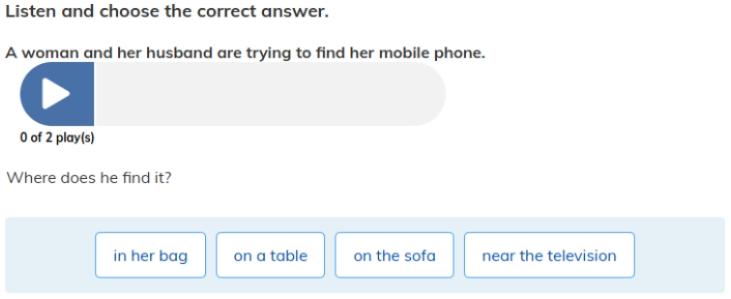 Listen and choose the correct answer.
A woman and her husband are trying to find her mobile phone.
0 of 2 play(s)
Where does he find it?
in her bag
on a table
on the sofa
near the television